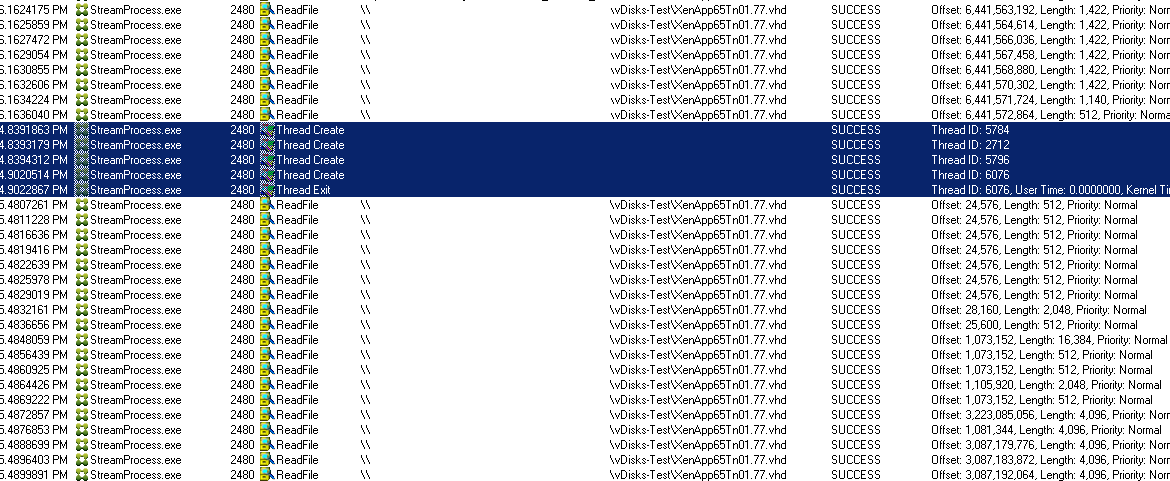 6.1624175 PM StreamProcess.exe 2480 ReadFile \\ \vDisks-Test\XenApp65Tn01.77.vhd SUCCESS Offset: 6,441,563,192, Length: 1,422, Priority: Norm
6.1625859 PM StreamProcess.exe 2480 ReadFile \\ \vDisks-Test\XenApp65Tn01.77.vhd SUCCESS Offset: 6,441,564,614, Length: 1,422, Priority: Norm
6.1627472 PM StreamProcess.exe 2480 ReadFile \\ \vDisks-Test\XenApp65Tn01.77.vhd SUCCESS Offset: 6,441,566,036, Length: 1,422, Priority: Norm
6.1629054 PM StreamProcess.exe 2480 ReadFile \\ \vDisks-Test\XenApp65Tn01.77.vhd SUCCESS Offset: 6,441,567,458, Length: 1,422, Priority: Norm
6.1630855 PM StreamProcess.exe 2480 ReadFile \\ \vDisks-Test\XenApp65Tn01.77.vhd SUCCESS Offset: 6,441,568,880, Length: 1,422, Priority: Norm
6.1632606 PM StreamProcess.exe 2480 ReadFile \\ \vDisks-Test\XenApp65Tn01.77.vhd SUCCESS Offset: 6,441,570,302, Length: 1,422, Priority: Norm
6.1634224 PM StreamProcess.exe 2480 ReadFile \\ \vDisks-Test\XenApp65Tn01.77.vhd SUCCESS Offset: 6,441,571,724, Length: 1,140, Priority: Norm
6.1636040 PM StreamProcess.exe 2480 ReadFile \\ \vDisks-Test\XenApp65Tn01.77.vhd SUCCESS Offset: 6,441,572,864, Length: 512, Priority: Norma
4.8391863 PM StreamProcess.exe 2480 Thread Create SUCCESS Thread ID: 5784
4.8393179 PM StreamProcess.exe 2480 Thread Create SUCCESS Thread ID: 2712
4.8394312 PM StreamProcess.exe 2480 Thread Create SUCCESS Thread ID: 5796
4.9020514 PM StreamProcess.exe 2480 Thread Create SUCCESS Thread ID: 6076
4.9022867 PM StreamProcess.exe 2480 Thread Exit SUCCESS Thread ID: 6076, User Time: 0.0000000, Kernel Tir
5.4807261 PM StreamProcess.exe 2480 ReadFile \\ \vDisks-Test\XenApp65Tn01.77.vhd SUCCESS Offset: 24,576, Length: 512, Priority: Normal
5.4811228 PM StreamProcess.exe 2480 ReadFile \\ \vDisks-Test\XenApp65Tn01.77.vhd SUCCESS Offset: 24,576, Length: 512, Priority: Normal
5.4816636 PM StreamProcess.exe 2480 ReadFile \\ \vDisks-Test\XenApp65Tn01.77.vhd SUCCESS Offset: 24,576, Length: 512, Priority: Normal
5.4819416 PM StreamProcess.exe 2480 ReadFile \\ \vDisks-Test\XenApp65Tn01.77.vhd SUCCESS Offset: 24,576, Length: 512, Priority: Normal
5.4822639 PM StreamProcess.exe 2480 ReadFile \\ \vDisks-Test\XenApp65Tn01.77.vhd SUCCESS Offset: 24,576, Length: 512, Priority: Normal
5.4825978 PM StreamProcess.exe 2480 ReadFile \\ \vDisks-Test\XenApp65Tn01.77.vhd SUCCESS Offset: 24,576, Length: 512, Priority: Normal
5.4829019 PM StreamProcess.exe 2480 ReadFile \\ \vDisks-Test\XenApp65Tn01.77.vhd SUCCESS Offset: 24,576, Length: 512, Priority: Normal
5.4832161 PM StreamProcess.exe 2480 ReadFile \\ \vDisks-Test\XenApp65Tn01.77.vhd SUCCESS Offset: 28,160, Length: 2,048, Priority: Normal
5.4836656 PM StreamProcess.exe 2480 ReadFile \\ \vDisks-Test\XenApp65Tn01.77.vhd SUCCESS Offset: 25,600, Length: 512, Priority: Normal
5.4848059 PM StreamProcess.exe 2480 ReadFile \\ \vDisks-Test\XenApp65Tn01.77.vhd SUCCESS Offset: 1,073,152, Length: 16,384, Priority: Normal
5.4856439 PM StreamProcess.exe 2480 ReadFile \\ \vDisks-Test\XenApp65Tn01.77.vhd SUCCESS Offset: 1,073,152, Length: 512, Priority: Normal
5.4860925 PM StreamProcess.exe 2480 ReadFile \\ \vDisks-Test\XenApp65Tn01.77.vhd SUCCESS Offset: 1,073,152, Length: 512, Priority: Normal
5.4864426 PM StreamProcess.exe 2480 ReadFile \\ \vDisks-Test\XenApp65Tn01.77.vhd SUCCESS Offset: 1,105,920, Length: 2,048, Priority: Normal
5.4869222 PM StreamProcess.exe 2480 ReadFile \\ \vDisks-Test\XenApp65Tn01.77.vhd SUCCESS Offset: 1,073,152, Length: 512, Priority: Normal
5.4872857 PM StreamProcess.exe 2480 ReadFile \\ \vDisks-Test\XenApp65Tn01.77.vhd SUCCESS Offset: 3,223,085,056, Length: 4,096, Priority: Norm
5.4876853 PM StreamProcess.exe 2480 ReadFile \\ \vDisks-Test\XenApp65Tn01.77.vhd SUCCESS Offset: 1,081,344, Length: 4,096, Priority: Normal
5.4888699 PM StreamProcess.exe 2480 ReadFile \\ \vDisks-Test\XenApp65Tn01.77.vhd SUCCESS Offset: 3,087,179,776, Length: 4,096, Priority: Norm
5.4896403 PM StreamProcess.exe 2480 ReadFile \\ \vDisks-Test\XenApp65Tn01.77.vhd SUCCESS Offset: 3,087,183,872, Length: 4,096, Priority: Norm
5.4899891 PM StreamProcess.exe 2480 ReadFile \\ \vDisks-Test\XenApp65Tn01.77.vhd SUCCESS Offset: 3,087,192,064, Length: 4,096, Priority: Norm